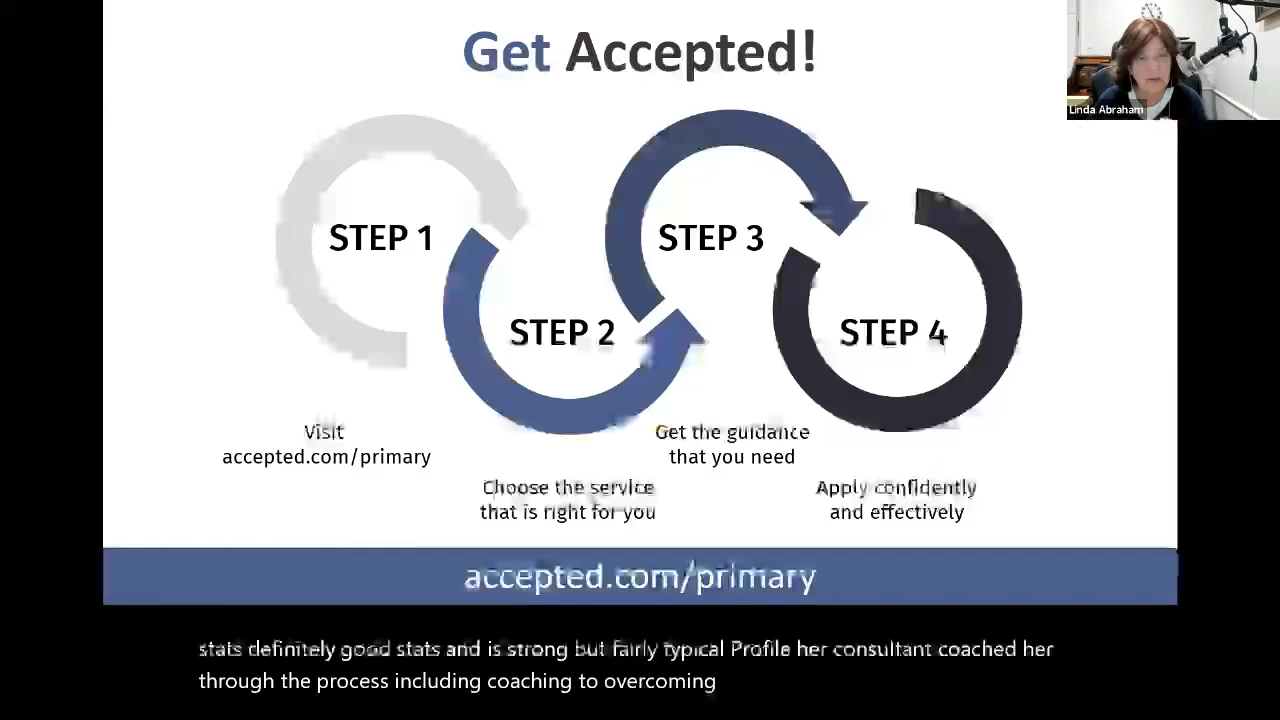 Get Accepted!
Linda Abraham
STEP 1
STEP 3
STEP 2
STEP 4
Visit
accepted.com/primary
Get the guidance
that you need
Choose the service
that is right for you
Apply confidently
and effectively
accepted.com/primary
stats definitely good stats and is strong but fairly typical Profile her consultant coached her
through the process including coaching to overcoming